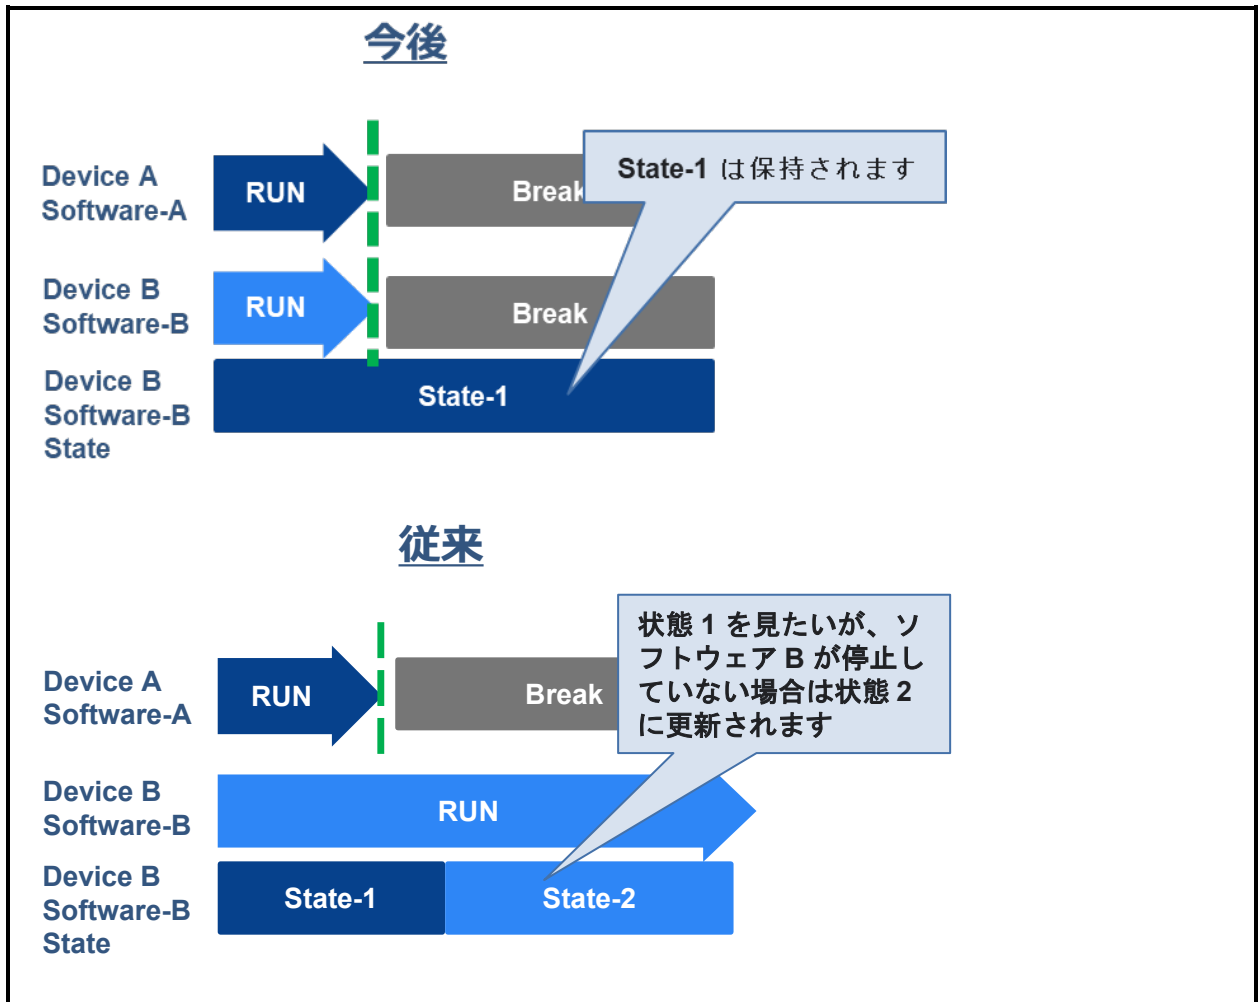 今後
Device A
Software-A
RUN
Break
State-1 は保持されます
Device B
Software-B
RUN
Break
Device B
Software-B
State
State-1
従来
Device A
Software-A
RUN
Break
状態 1 を見たいが、ソ
フトウェア B が停止し
ていない場合は状態 2
に更新されます
Device B
Software-B
RUN
Device B
Software-B
State
State-1
State-2